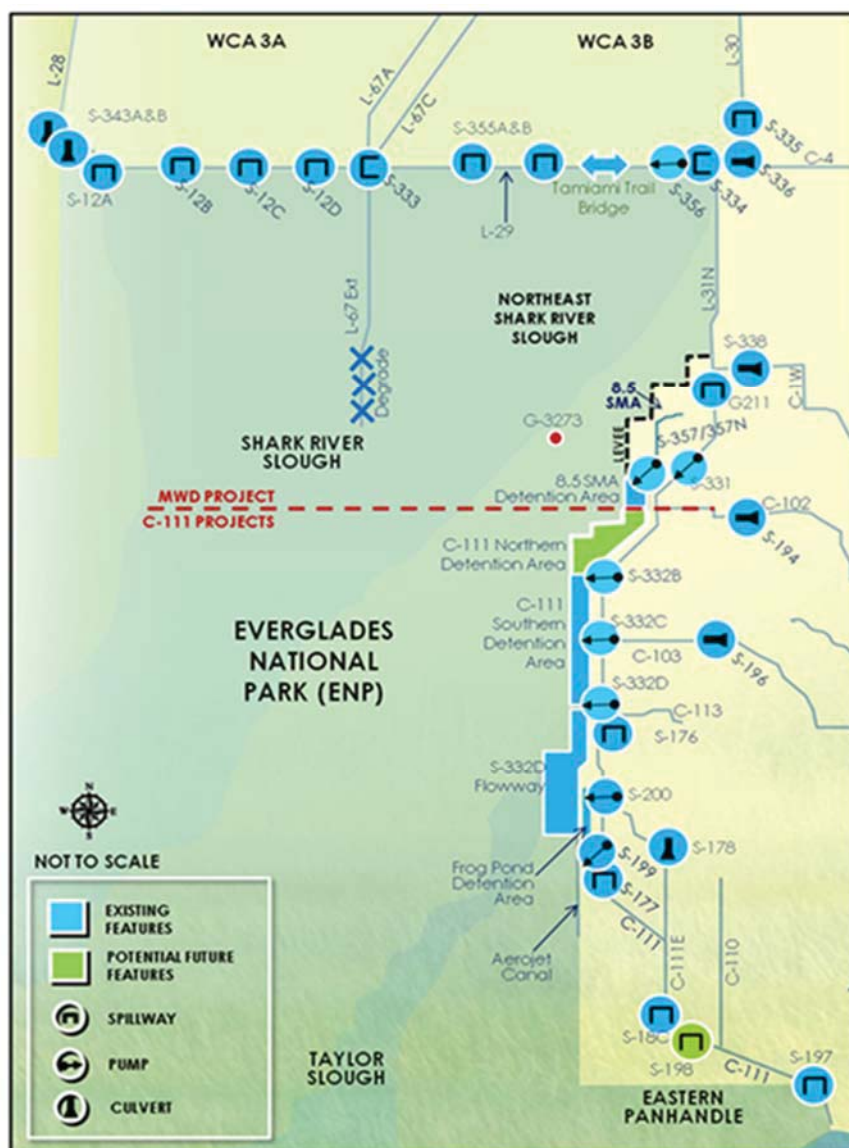 WCA 3A
WCA 3B
L-28
L-67A
L-67C
L-30
S-343A&B
S-355A&B
S-335
C-4
S-12A
S-12B
S-12C
S-12D
S-333
L-29
Tamiami Trail
Bridge
S-356
S-334
S-336
L-67 Ext
Degrade
NORTHEAST
SHARK RIVER
SLOUGH
L-31N
S-338
C-1W
8.5
SMA
G211
G-3273
LEVEE
S-357/357N
S-331
SHARK RIVER
SLOUGH
8.5 SMA
Detention Area
MWD PROJECT
C-111 PROJECTS
C-102
S-194
C-111 Northern
Detention Area
S-332B
C-111
Southern
Detention
Area
S-332C
C-103
S-196
EVERGLADES
NATIONAL
PARK (ENP)
S-332D
C-113
S-176
S-332D
Flowway
S-200
N
W
E
S
NOT TO SCALE
Frog Pond
Detention
Area
S-199
S-178
S-177
C-111
Aerojet
Canal
C-111E
C-110
EXISTING
FEATURES
POTENTIAL FUTURE
FEATURES
SPILLWAY
PUMP
CULVERT
S-18C
S-198
C-111
S-197
TAYLOR
SLOUGH
EASTERN
PANHANDLE